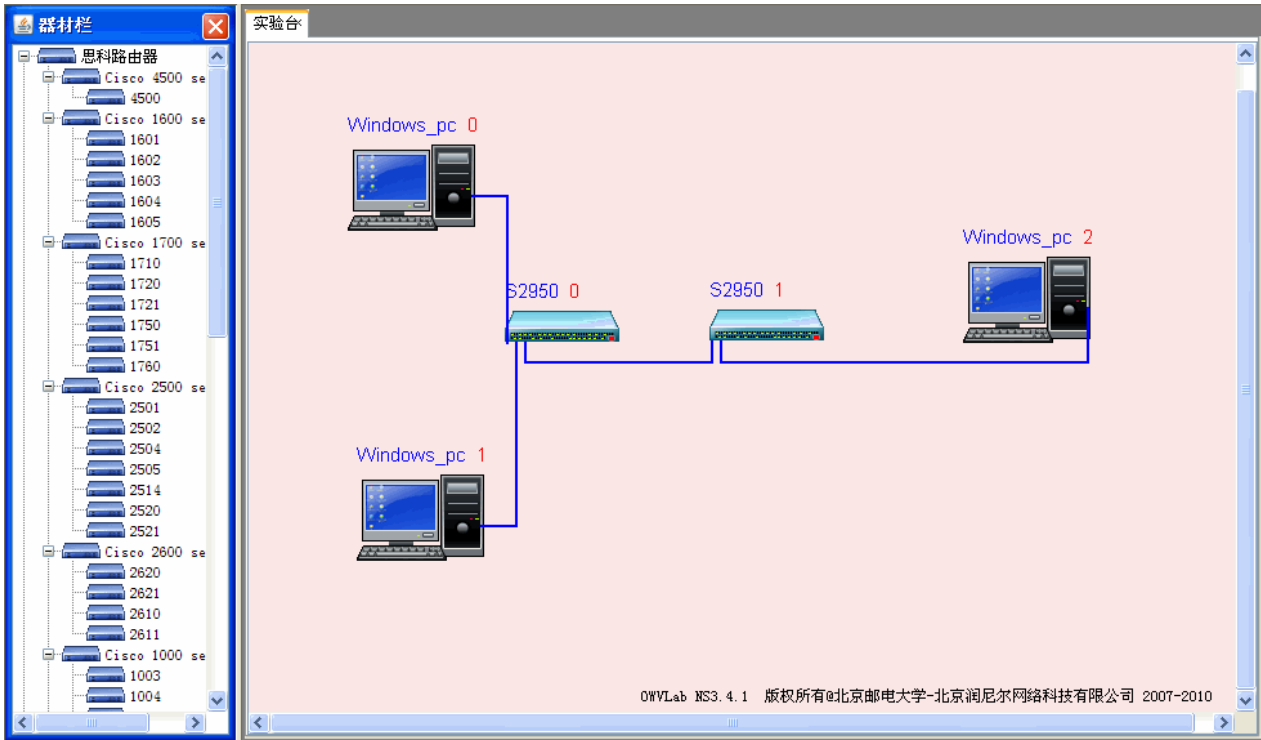 器材栏
思科路由器
Cisco 4500 se
4500
Cisco 1600 se
1601
1602
1603
1604
1605
Cisco 1700 se
1710
1720
1721
1750
1751
1760
Cisco 2500 se
2501
2502
2504
2505
2514
2520
2521
Cisco 2600 se
2620
2621
2610
2611
Cisco 1000 se
1003
1004
实验台
Windows_pc 0
Windows_pc 2
S2950 0
S2950 1
Windows_pc 1
OWVLab NS3.4.1 版权所有@北京邮电大学-北京润尼尔网络科技有限公司 2007-2010